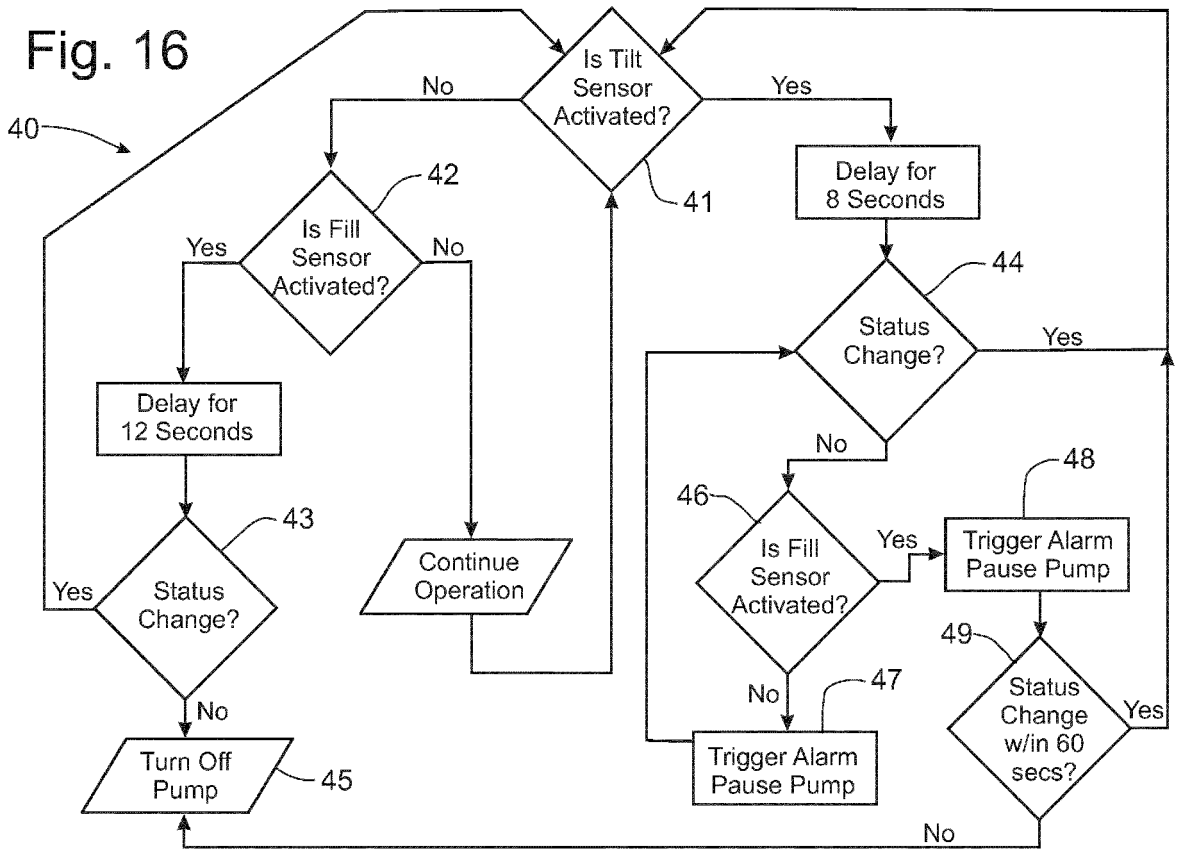 Fig. 16
40
Is Tilt
Sensor
Activated?
No
Yes
41
42
Is Fill
Sensor
Activated?
Yes
No
Delay for
8 Seconds
44
Status
Change?
Yes
No
Delay for
12 Seconds
43
Status
Change?
Yes
No
Continue
Operation
46
Is Fill
Sensor
Activated?
Yes
No
48
Trigger Alarm
Pause Pump
49
Status
Change
w/in 60
secs?
Yes
No
47
Trigger Alarm
Pause Pump
Turn Off
Pump
45